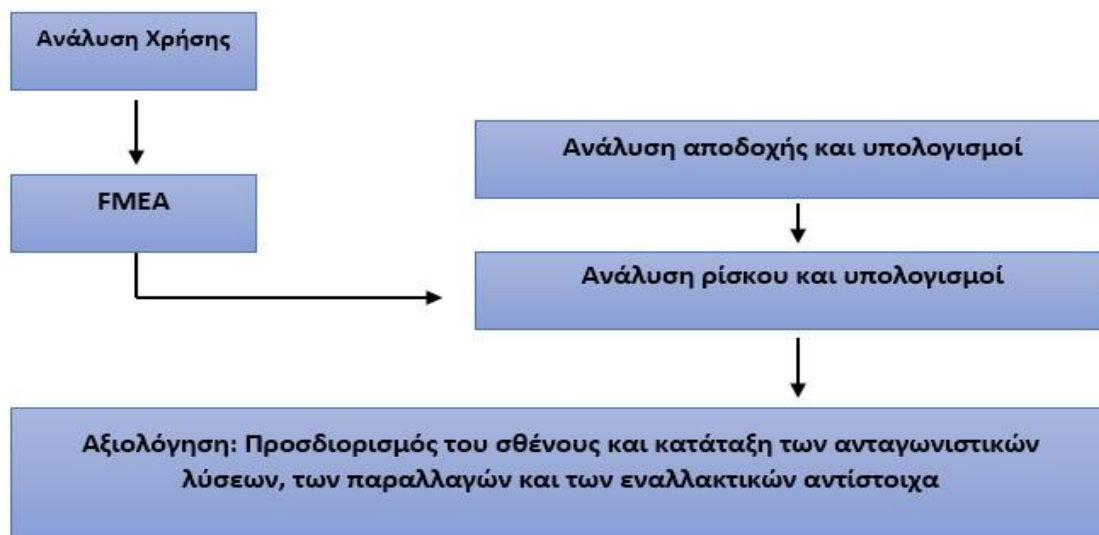 Ανάλυση Χρήσης
FMEA
Ανάλυση αποδοχής και υπολογισμοί
Ανάλυση ρίσκου και υπολογισμοί
Αξιολόγηση: Προσδιορισμός του σθένους και κατάταξη των ανταγωνιστικών
λύσεων, των παραλλαγών και των εναλλακτικών αντίστοιχα